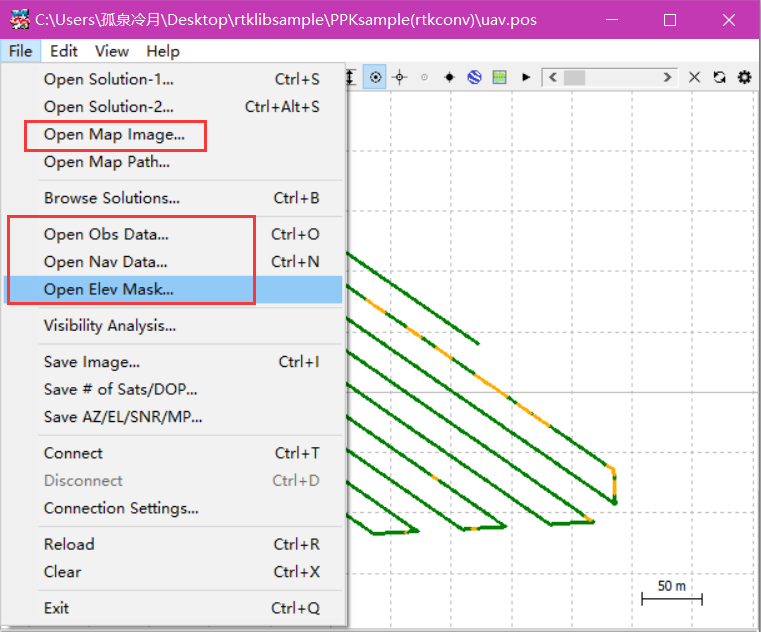 C:\Users\孤泉冷月\Desktop\rtklibsample\PPKsample(rtkconv)\uav.pos
File Edit View Help
Open Solution-1... Ctrl+S
Open Solution-2... Ctrl+Alt+S
Open Map Image...
Open Map Path...
Browse Solutions... Ctrl+B
Open Obs Data... Ctrl+O
Open Nav Data... Ctrl+N
Open Elev Mask...
Visibility Analysis...
Save Image... Ctrl+I
Save # of Sats/DOP...
Save AZ/EL/SNR/MP...
Connect Ctrl+T
Disconnect Ctrl+D
Connection Settings...
Reload Ctrl+R
Clear Ctrl+X
Exit Ctrl+Q
50 m